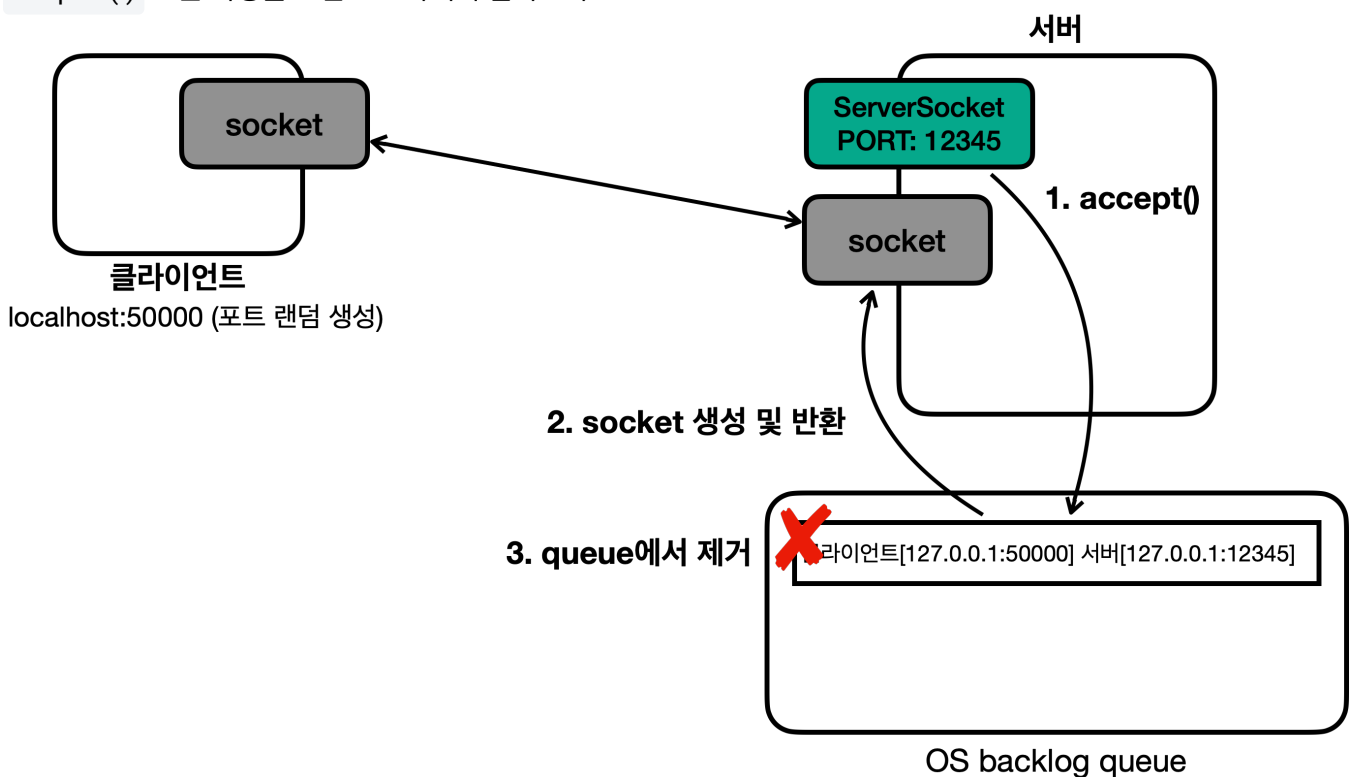 서버
socket
ServerSocket
PORT: 12345
1. accept()
socket
클라이언트
localhost:50000 (포트 랜덤 생성)
2. socket 생성 및 반환
3. queue에서 제거
라이언트[127.0.0.1:50000] 서버[127.0.0.1:12345]
OS backlog queue